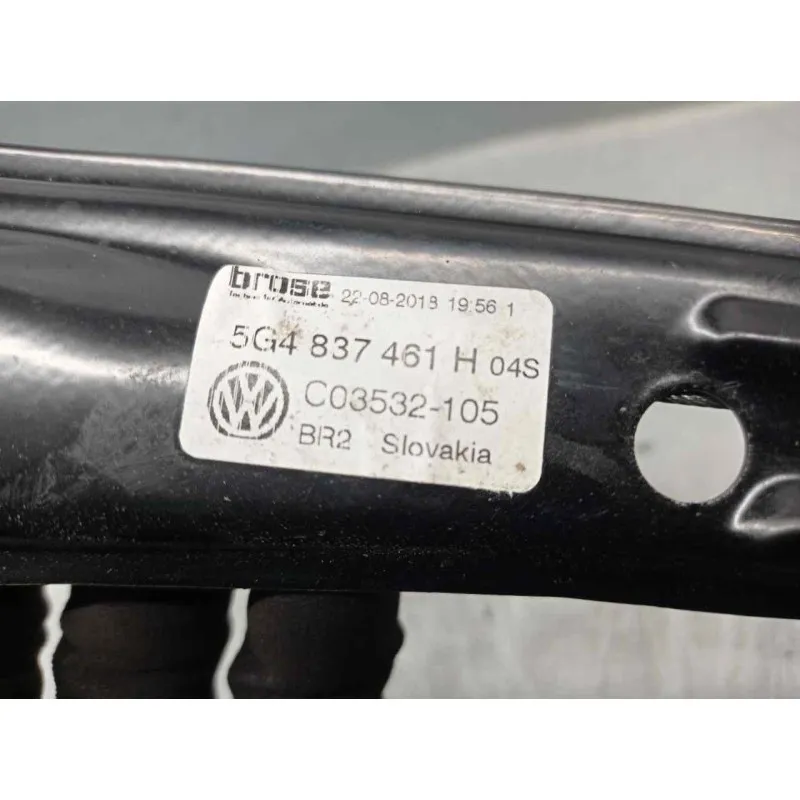 brose 22-08-2018 19:56 1
5G4 837 461 H 04S
C03532-105
BR2 Slovakia